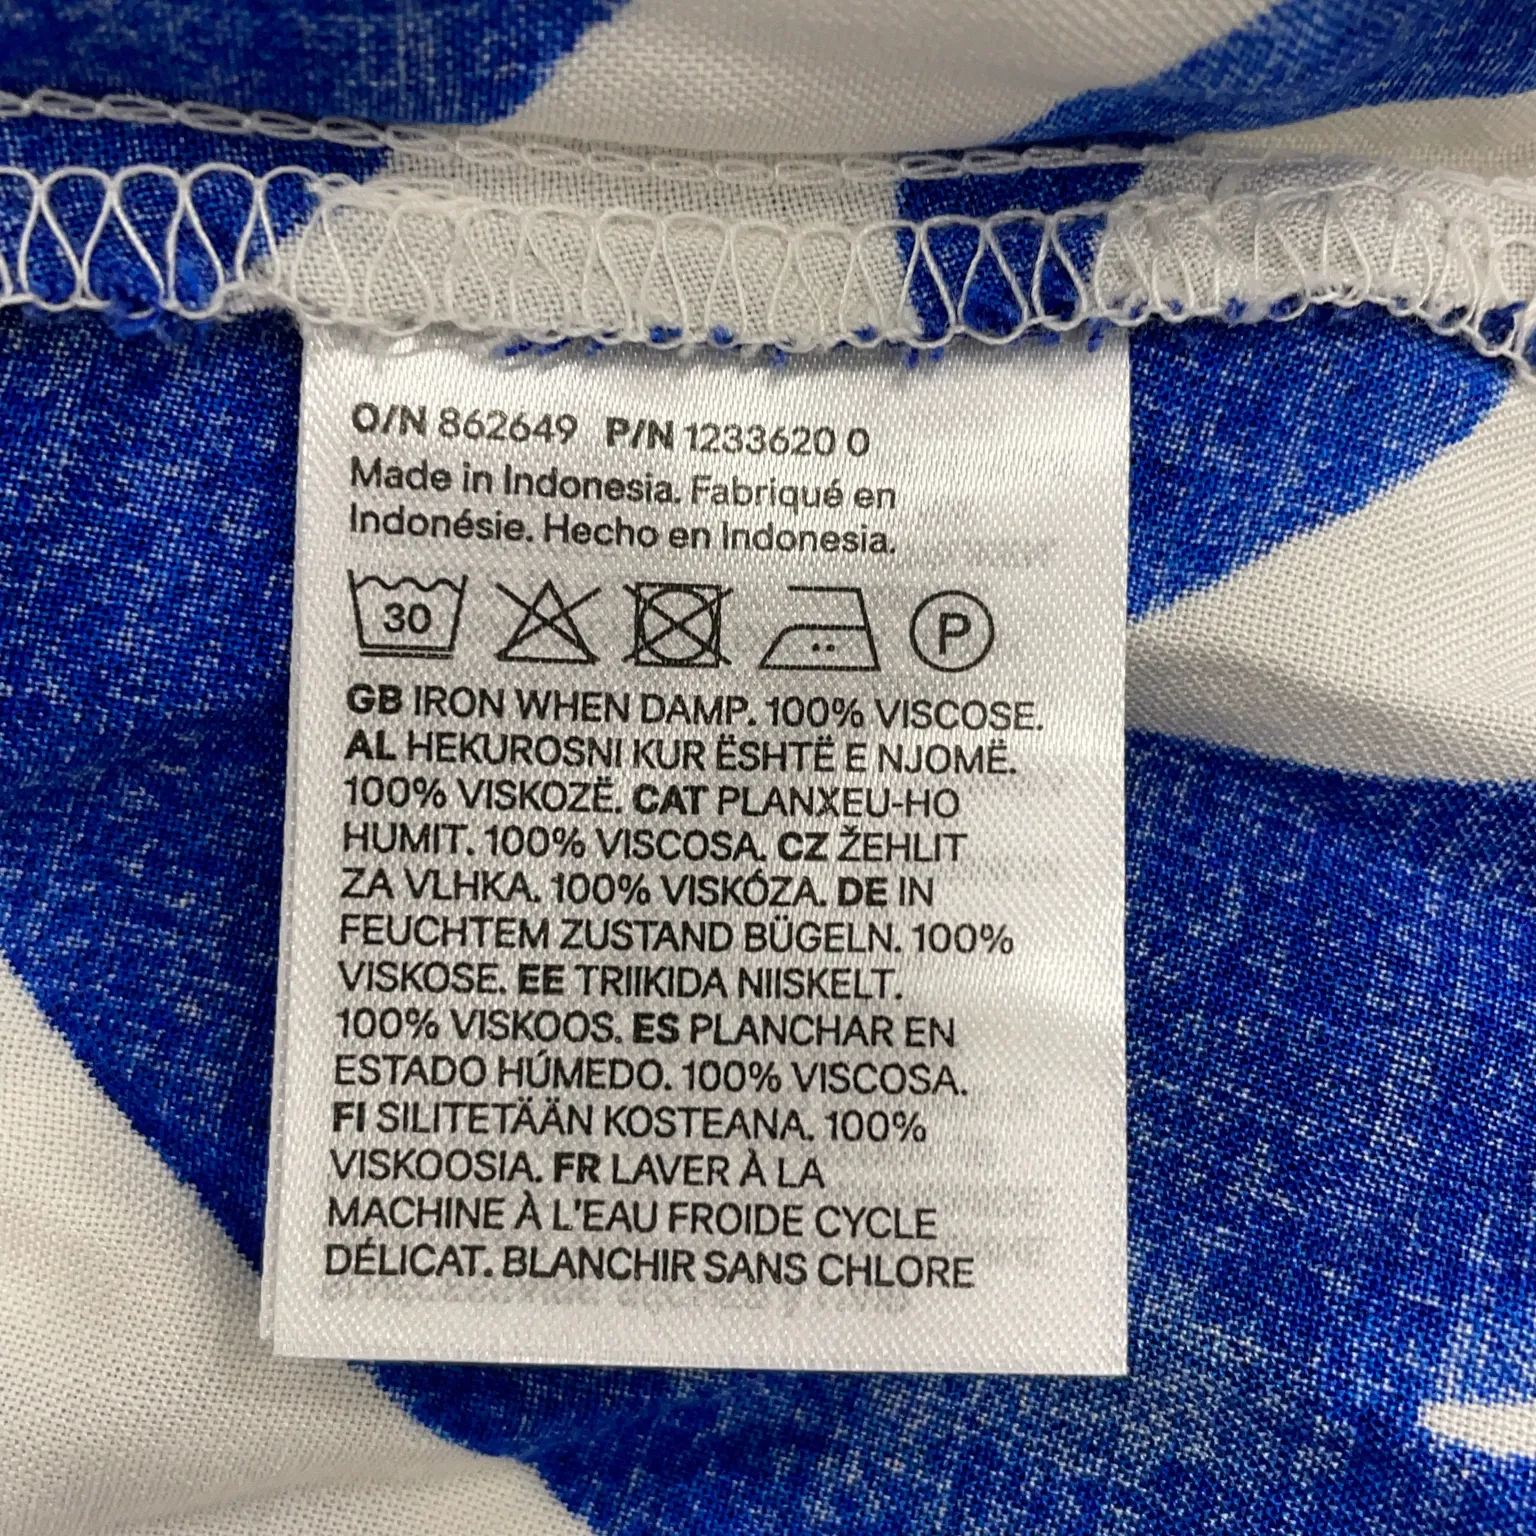 O/N 862649 P/N 1233620 0
Made in Indonesia. Fabriqué en
Indonésie. Hecho en Indonesia.
30 P
GB IRON WHEN DAMP. 100% VISCOSE.
AL HEKUROSNI KUR ËSHTË E NJOMË.
100% VISKOZË. CAT PLANXEU-HO
HUMIT. 100% VISCOSA. CZ ŽEHLIT
ZA VLHKA. 100% VISKÓZA. DE IN
FEUCHTEM ZUSTAND BÜGELN. 100%
VISKOSE. EE TRIIKIDA NIISKELT.
100% VISKOOS. ES PLANCHAR EN
ESTADO HÚMEDO. 100% VISCOSA.
FI SILITETÄÄN KOSTEANA. 100%
VISKOOSIA. FR LAVER À LA
MACHINE À L'EAU FROIDE CYCLE
DÉLICAT. BLANCHIR SANS CHLORE